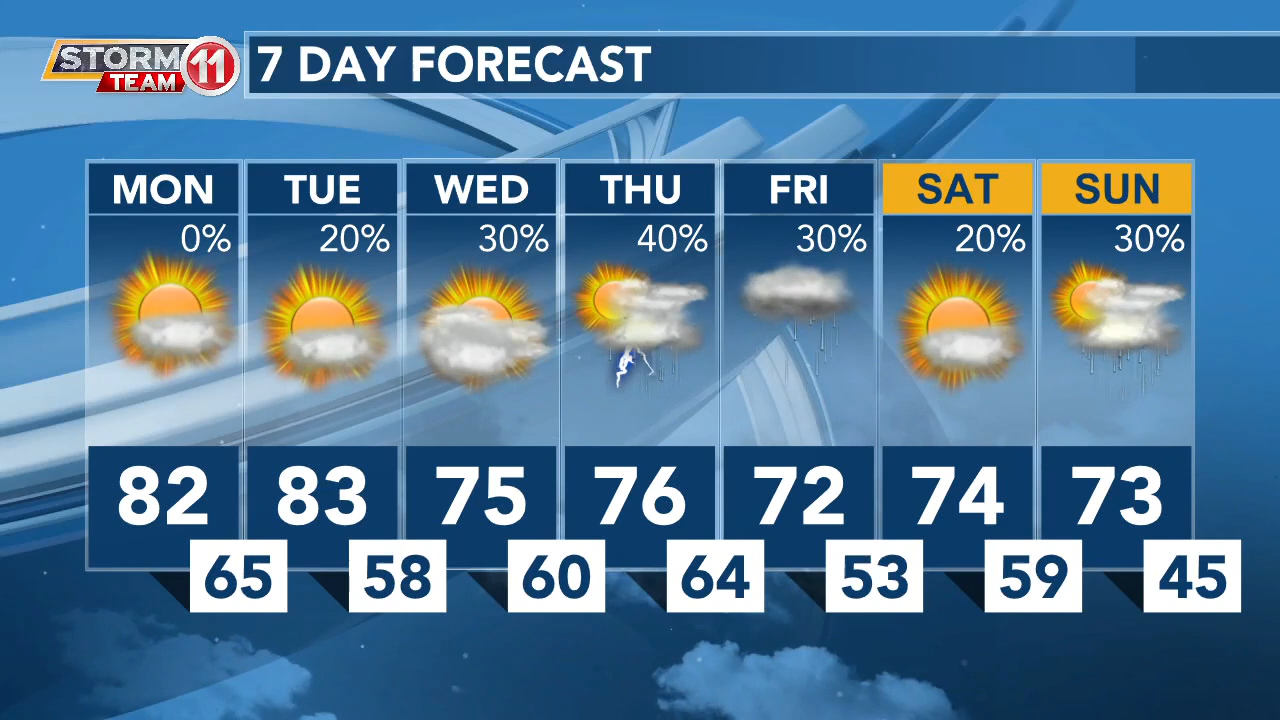 STORM
TEAM
11
7 DAY FORECAST
MON TUE WED THU FRI SAT SUN
0% 20% 30% 40% 30% 20% 30%
82 83 75 76 72 74 73
65 58 60 64 53 59 45